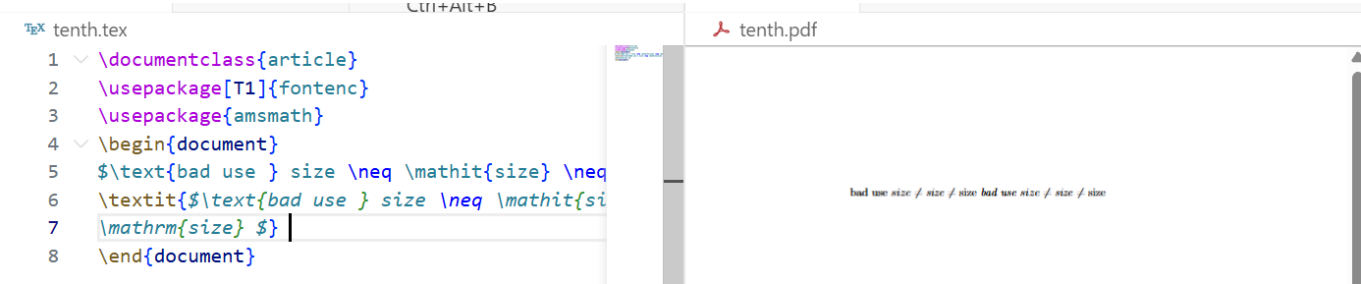 Ctrl+Alt+B
TEX tenth.tex
tenth.pdf
1 \documentclass{article}
2 \usepackage[T1]{fontenc}
3 \usepackage{amsmath}
4 \begin{document}
5 $\text{bad use } size \neq \mathit{size} \neq
6 \textit{$\text{bad use } size \neq \mathit{si
7 \mathrm{size} $}
8 \end{document}
bad use size ≠ size ≠ size bad use size ≠ size ≠ size